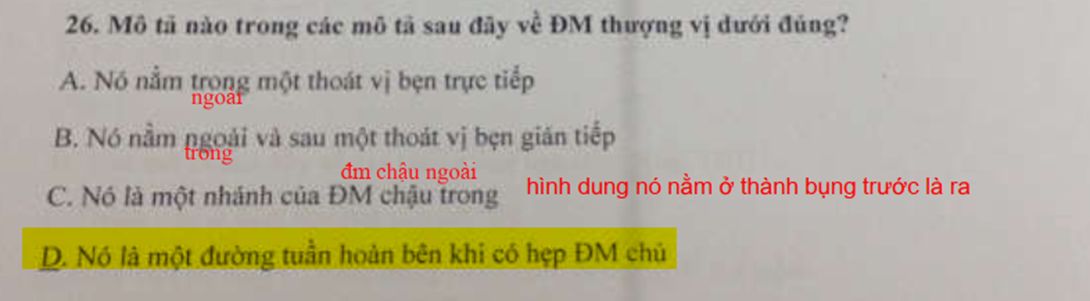 26. Mô tả nào trong các mô tả sau đây về ĐM thượng vị dưới đúng?
A. Nó nằm trong một thoát vị bẹn trực tiếp
ngoài
B. Nó nằm ngoài và sau một thoát vị bẹn gián tiếp
trong
đm chậu ngoài
C. Nó là một nhánh của ĐM chậu trong hình dung nó nằm ở thành bụng trước là ra
D. Nó là một đường tuần hoàn bên khi có hẹp ĐM chủ